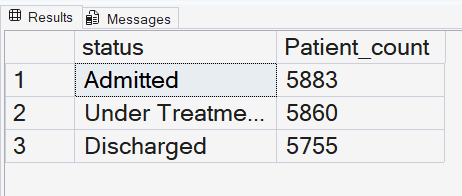 Results Messages
status Patient_count
1 Admitted 5883
2 Under Treatme... 5860
3 Discharged 5755